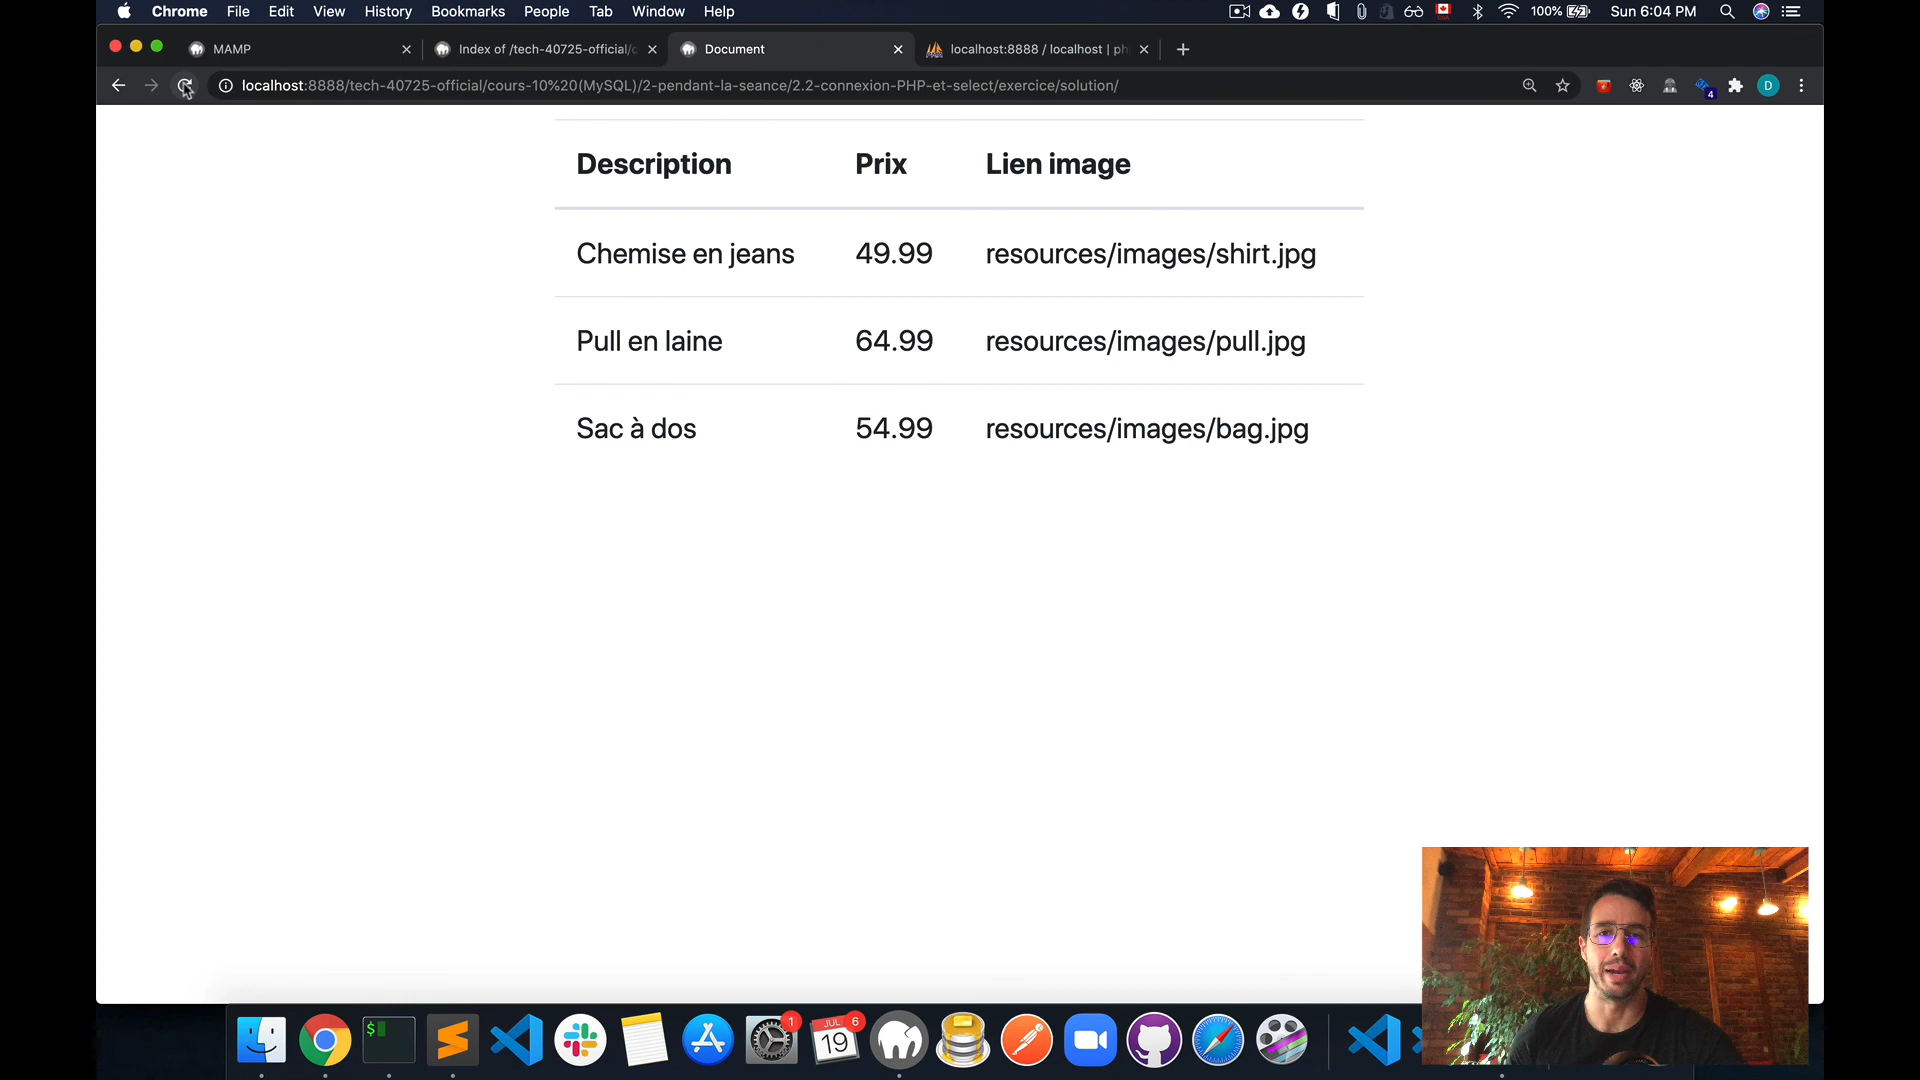 Chrome File Edit View History Bookmarks People Tab Window Help 100% Sun 6:04 PM
MAMP Index of /tech-40725-official/c Document localhost:8888 / localhost | ph
localhost:8888/tech-40725-official/cours-10%20(MySQL)/2-pendant-la-seance/2.2-connexion-PHP-et-select/exercice/solution/ 4 D
Description Prix Lien image
Chemise en jeans 49.99 resources/images/shirt.jpg
Pull en laine 64.99 resources/images/pull.jpg
Sac à dos 54.99 resources/images/bag.jpg
$ 1 JUL 6
19